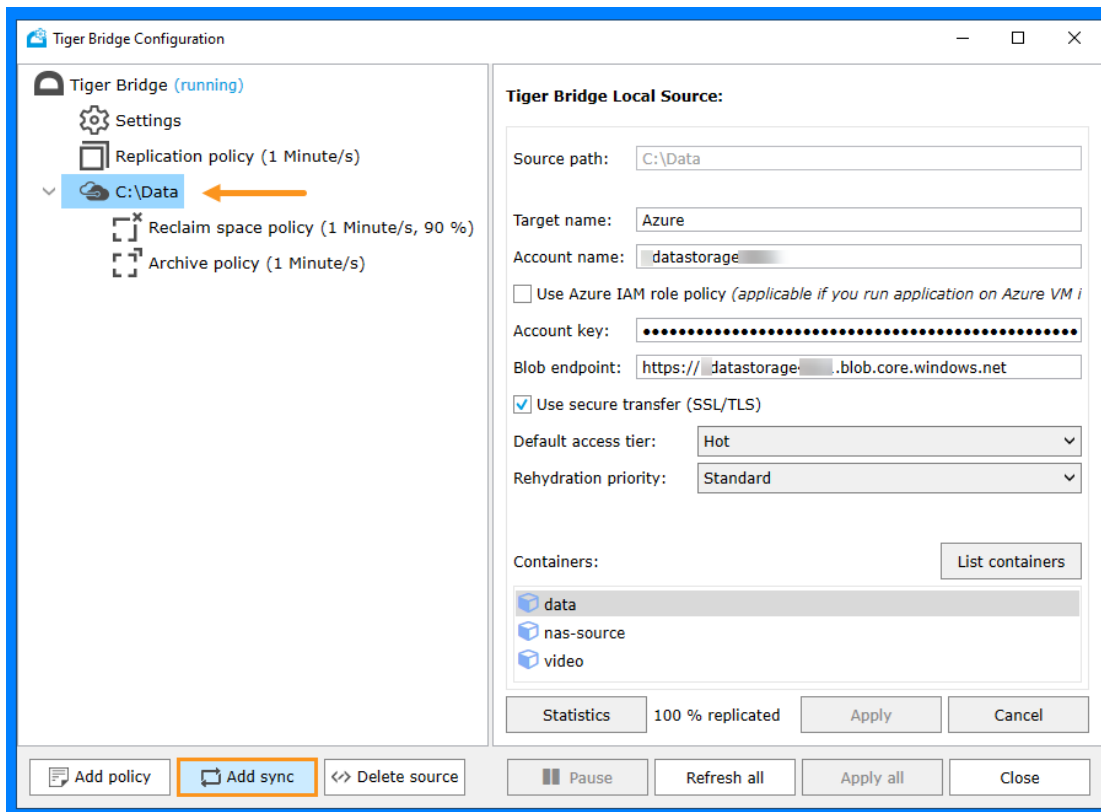 Tiger Bridge Configuration
Tiger Bridge (running)
Settings
Replication policy (1 Minute/s)
C:\Data
Reclaim space policy (1 Minute/s, 90 %)
Archive policy (1 Minute/s)
Tiger Bridge Local Source:
Source path: C:\Data
Target name: Azure
Account name: datastorage
Use Azure IAM role policy (applicable if you run application on Azure VM i
Account key: ●●●●●●●●●●●●●●●●●●●●●●●●●●●●●●●●●●●●●●●●●●●●●●●●●
Blob endpoint: https:// datastorage .blob.core.windows.net
Use secure transfer (SSL/TLS)
Default access tier: Hot
Rehydration priority: Standard
Containers: List containers
data
nas-source
video
Statistics 100 % replicated Apply Cancel
Add policy Add sync Delete source Pause Refresh all Apply all Close